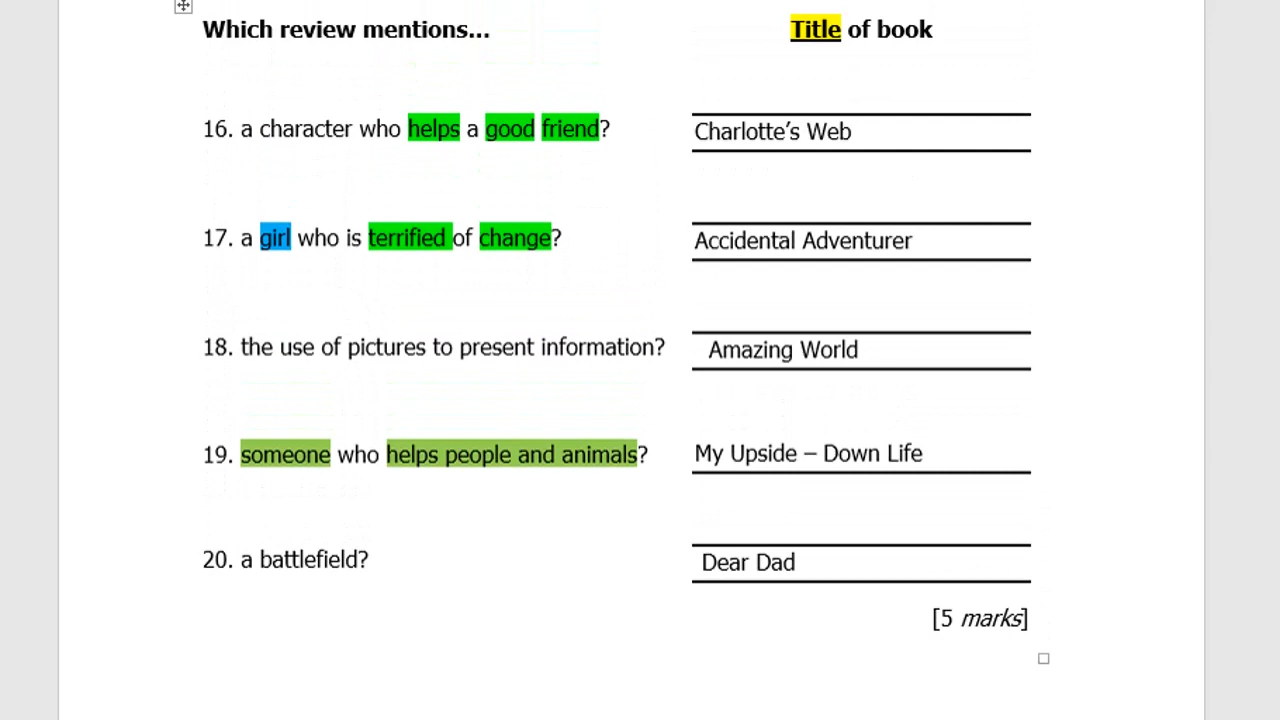 Which review mentions... Title of book
16. a character who helps a good friend? Charlotte’s Web
17. a girl who is terrified of change? Accidental Adventurer
18. the use of pictures to present information? Amazing World
19. someone who helps people and animals? My Upside – Down Life
20. a battlefield? Dear Dad
[5 marks]